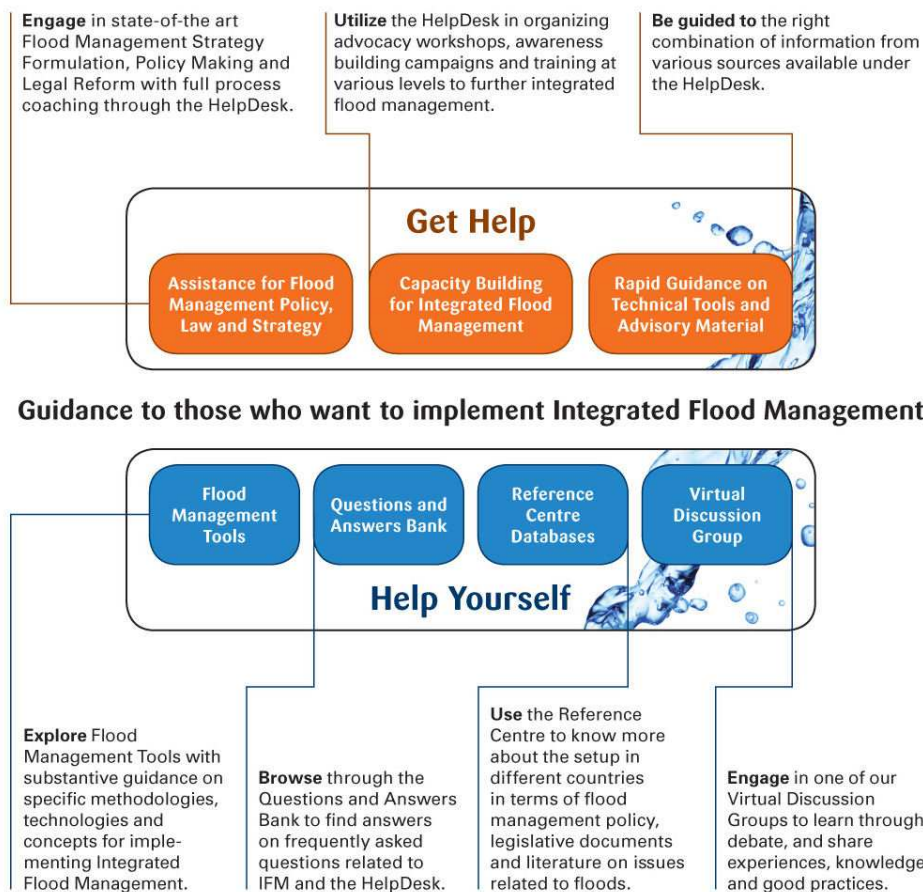 Engage in state-of-the art
Flood Management Strategy
Formulation, Policy Making and
Legal Reform with full process
coaching through the HelpDesk.
Utilize the HelpDesk in organizing
advocacy workshops, awareness
building campaigns and training at
various levels to further integrated
flood management.
Be guided to the right
combination of information from
various sources available under
the HelpDesk.
Get Help
Assistance for Flood
Management Policy,
Law and Strategy
Capacity Building
for Integrated Flood
Management
Rapid Guidance on
Technical Tools and
Advisory Material
Guidance to those who want to implement Integrated Flood Management
Flood
Management
Tools
Questions and
Answers Bank
Reference
Centre
Databases
Virtual
Discussion
Group
Help Yourself
Explore Flood
Management Tools with
substantive guidance on
specific methodologies,
technologies and
concepts for imple-
menting Integrated
Flood Management.
Browse through the
Questions and Answers
Bank to find answers
on frequently asked
questions related to
IFM and the HelpDesk.
Use the Reference
Centre to know more
about the setup in
different countries
in terms of flood
management policy,
legislative documents
and literature on issues
related to floods.
Engage in one of our
Virtual Discussion
Groups to learn through
debate, and share
experiences, knowledge
and good practices.